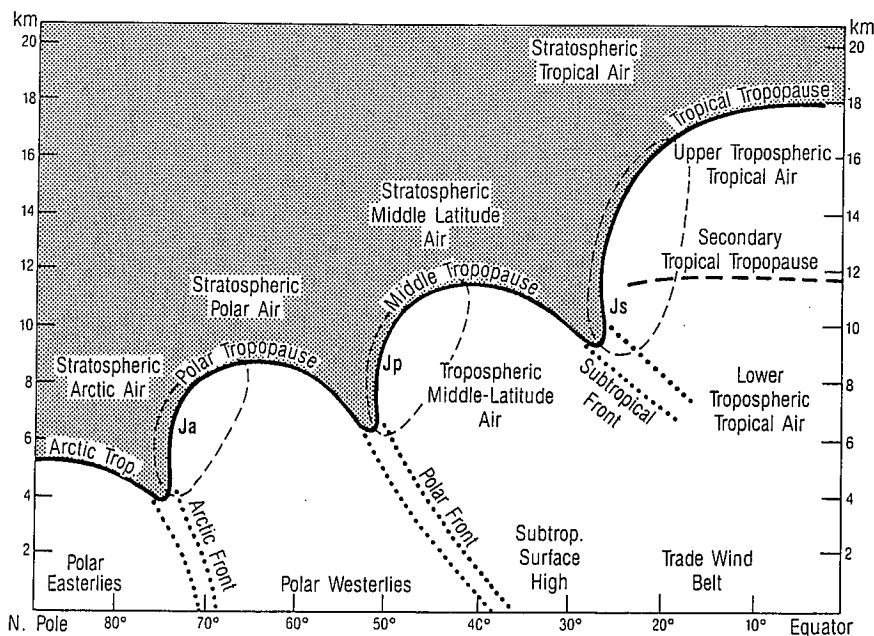 km
km
20
18
16
14
12
10
8
6
4
2
20
18
16
14
12
10
8
6
4
2
Stratospheric
Tropical Air
Tropical Tropopause
Upper Tropospheric
Tropical Air
Stratospheric
Middle Latitude
Air
Secondary
Tropical Tropopause
Middle Tropopause
Stratospheric
Polar Air
Js
Polar Tropopause
Stratospheric
Arctic Air
Jp
Tropospheric
Middle-Latitude
Air
Subtropical
Front
Lower
Tropospheric
Tropical Air
Ja
Arctic Trop.
Arctic Front
Polar Front
Subtrop.
Surface
High
Trade Wind
Belt
Polar
Easterlies
Polar Westerlies
N. Pole 80° 70° 60° 50° 40° 30° 20° 10° Equator